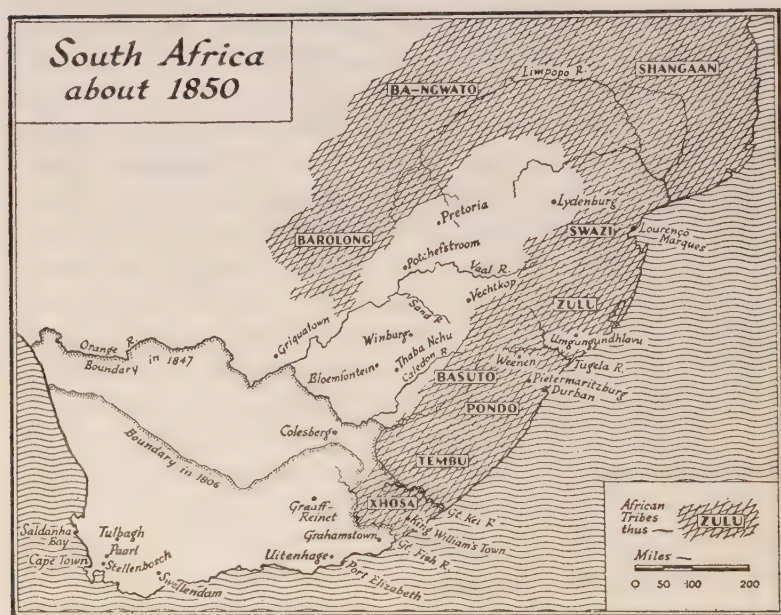 South Africa
about 1850
SHANGAAN
Limpopo R.
BA-NGWATO
Lydenburg
Pretoria
SWAZI
Lourenço
Marques
BAROLONG
Potchefstroom
Vaal R.
Vechtkop
ZULU
Sand R.
Griquatown
Winburg
Umgungundhlovu
Orange R.
Boundary in 1847
Thaba Nchu
Weenen
Tugela R.
Bloemfontein
Caledon R.
BASUTO
Pietermaritzburg
Durban
PONDO
Boundary in 1806
Colesberg
TEMBU
Graaff-
Reinet
XHOSA
Gt. Kei R.
King William's Town
Saldanha
Bay
Tulbagh
Grahamstown
Gt. Fish R.
Paarl
Cape Town
Stellenbosch
Uitenhage
Port Elizabeth
Swellendam
African
Tribes
thus —
ZULU
Miles —
0 50 100 200